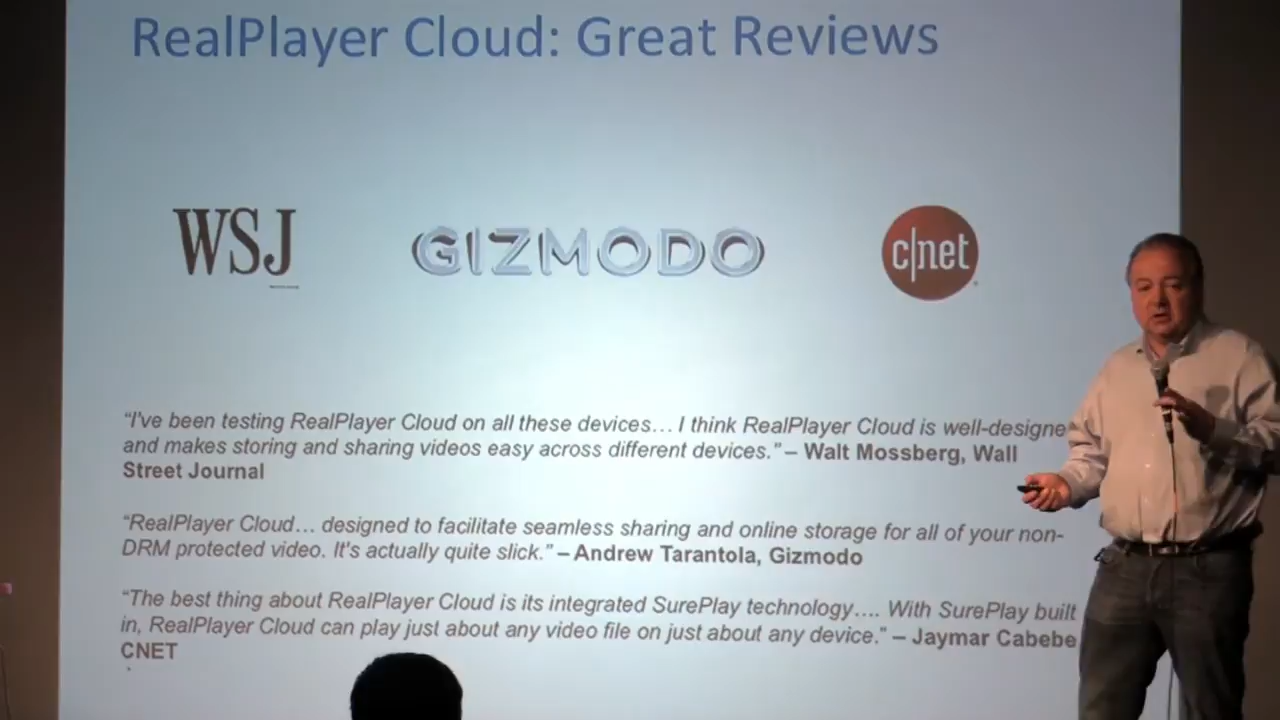 RealPlayer Cloud: Great Reviews
WSJ
GIZMODO
c|net
“I've been testing RealPlayer Cloud on all these devices… I think RealPlayer Cloud is well-designe
and makes storing and sharing videos easy across different devices.” – Walt Mossberg, Wall
Street Journal
“RealPlayer Cloud… designed to facilitate seamless sharing and online storage for all of your non-
DRM protected video. It's actually quite slick.” – Andrew Tarantola, Gizmodo
“The best thing about RealPlayer Cloud is its integrated SurePlay technology…. With SurePlay built
in, RealPlayer Cloud can play just about any video file on just about any device.” – Jaymar Cabebe
CNET